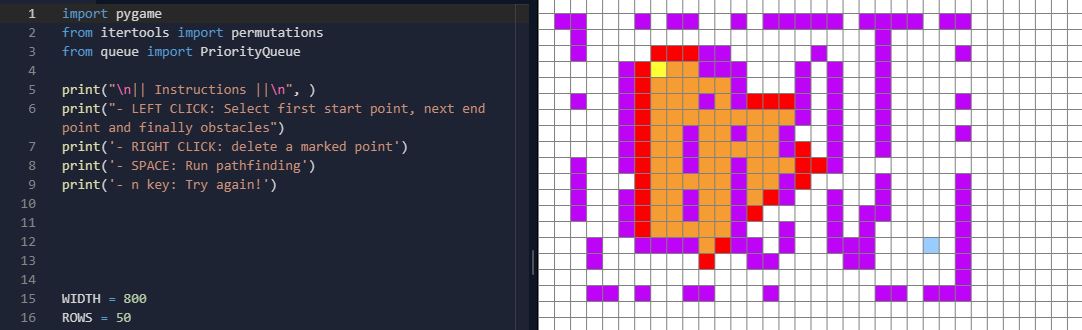 1 import pygame
2 from itertools import permutations
3 from queue import PriorityQueue
4
5 print("\n|| Instructions ||\n", )
6 print("- LEFT CLICK: Select first start point, next end
point and finally obstacles")
7 print('- RIGHT CLICK: delete a marked point')
8 print('- SPACE: Run pathfinding')
9 print('- n key: Try again!')
10
11
12
13
14
15 WIDTH = 800
16 ROWS = 50